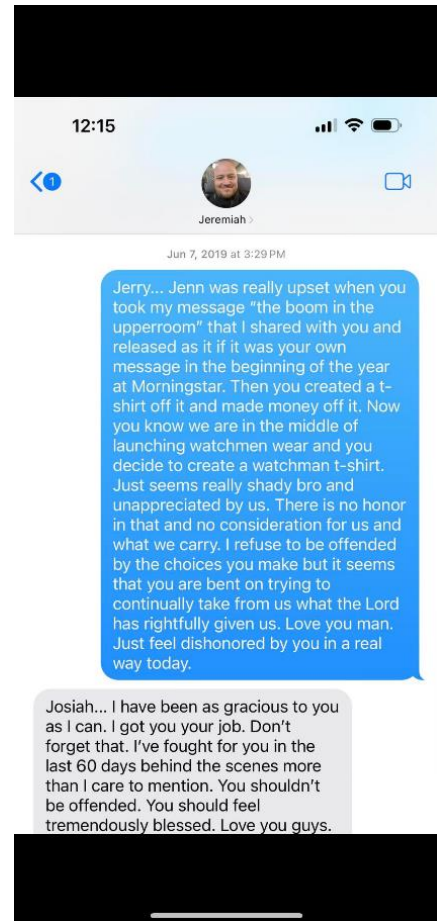 12:15
1
Jeremiah
Jun 7, 2019 at 3:29 PM
Jerry... Jenn was really upset when you
took my message “the boom in the
upperroom” that I shared with you and
released as it if it was your own
message in the beginning of the year
at Morningstar. Then you created a t-
shirt off it and made money off it. Now
you know we are in the middle of
launching watchmen wear and you
decide to create a watchman t-shirt.
Just seems really shady bro and
unappreciated by us. There is no honor
in that and no consideration for us and
what we carry. I refuse to be offended
by the choices you make but it seems
that you are bent on trying to
continually take from us what the Lord
has rightfully given us. Love you man.
Just feel dishonored by you in a real
way today.
Josiah... I have been as gracious to you
as I can. I got you your job. Don’t
forget that. I’ve fought for you in the
last 60 days behind the scenes more
than I care to mention. You shouldn’t
be offended. You should feel
tremendously blessed. Love you guys.